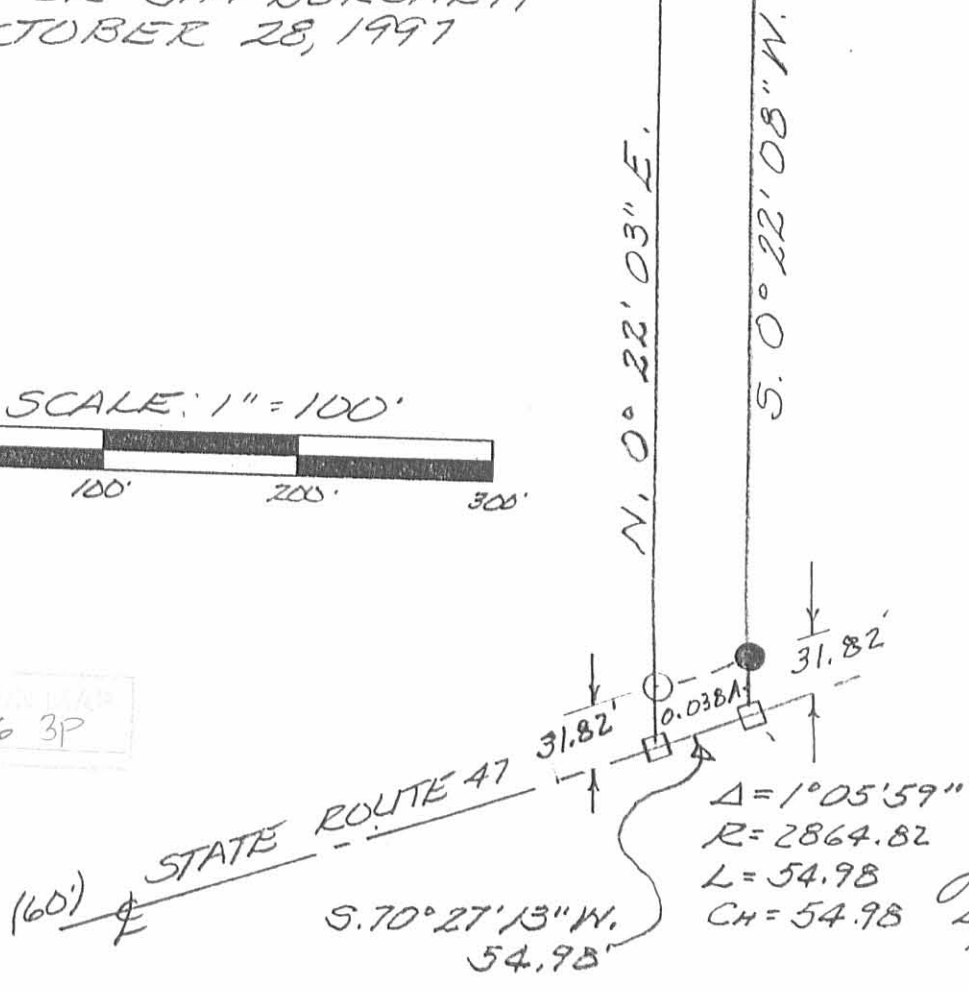 OCTOBER 28, 1997
N. 0° 22' 03" E.
S. 0° 22' 08" W.
SCALE: 1" = 100'
100' 200' 300'
31.82'
31.82'
0.038A.
3P
STATE ROUTE 47
(60') ℄
S. 70° 27' 13" W.
54.98'
Δ = 1° 05' 59"
R = 2864.82
L = 54.98
CH = 54.98